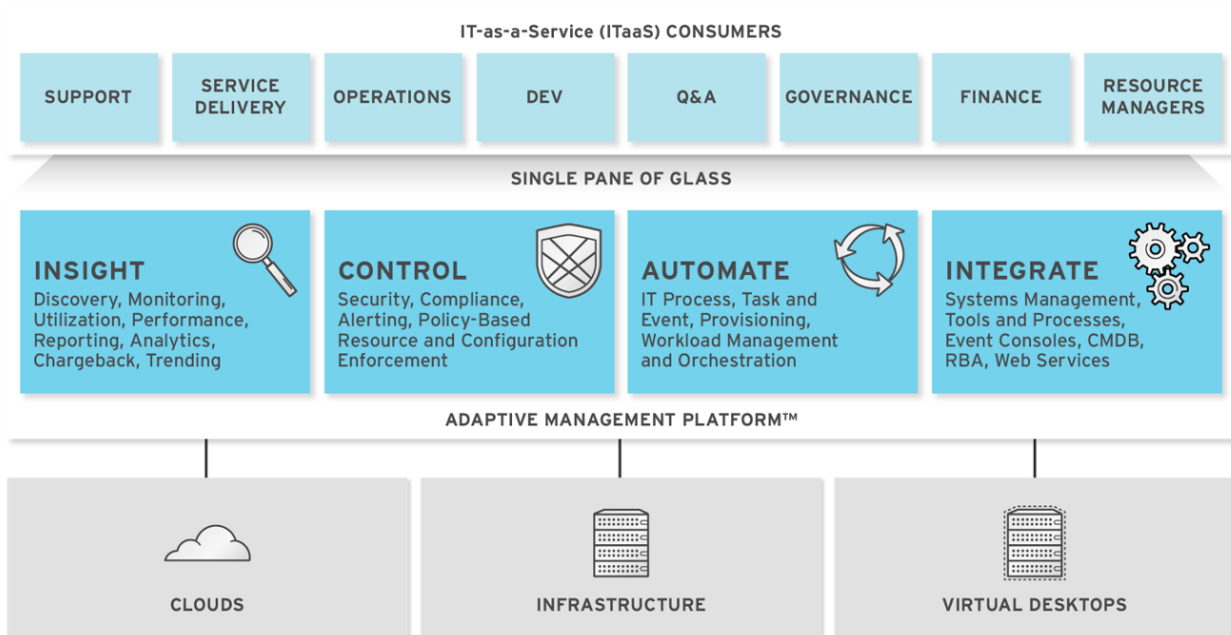 IT-as-a-Service (ITaaS) CONSUMERS
SUPPORT
SERVICE
DELIVERY
OPERATIONS
DEV
Q&A
GOVERNANCE
FINANCE
RESOURCE
MANAGERS
SINGLE PANE OF GLASS
INSIGHT
Discovery, Monitoring,
Utilization, Performance,
Reporting, Analytics,
Chargeback, Trending
CONTROL
Security, Compliance,
Alerting, Policy-Based
Resource and Configuration
Enforcement
AUTOMATE
IT Process, Task and
Event, Provisioning,
Workload Management
and Orchestration
INTEGRATE
Systems Management,
Tools and Processes,
Event Consoles, CMDB,
RBA, Web Services
ADAPTIVE MANAGEMENT PLATFORM™
CLOUDS
INFRASTRUCTURE
VIRTUAL DESKTOPS